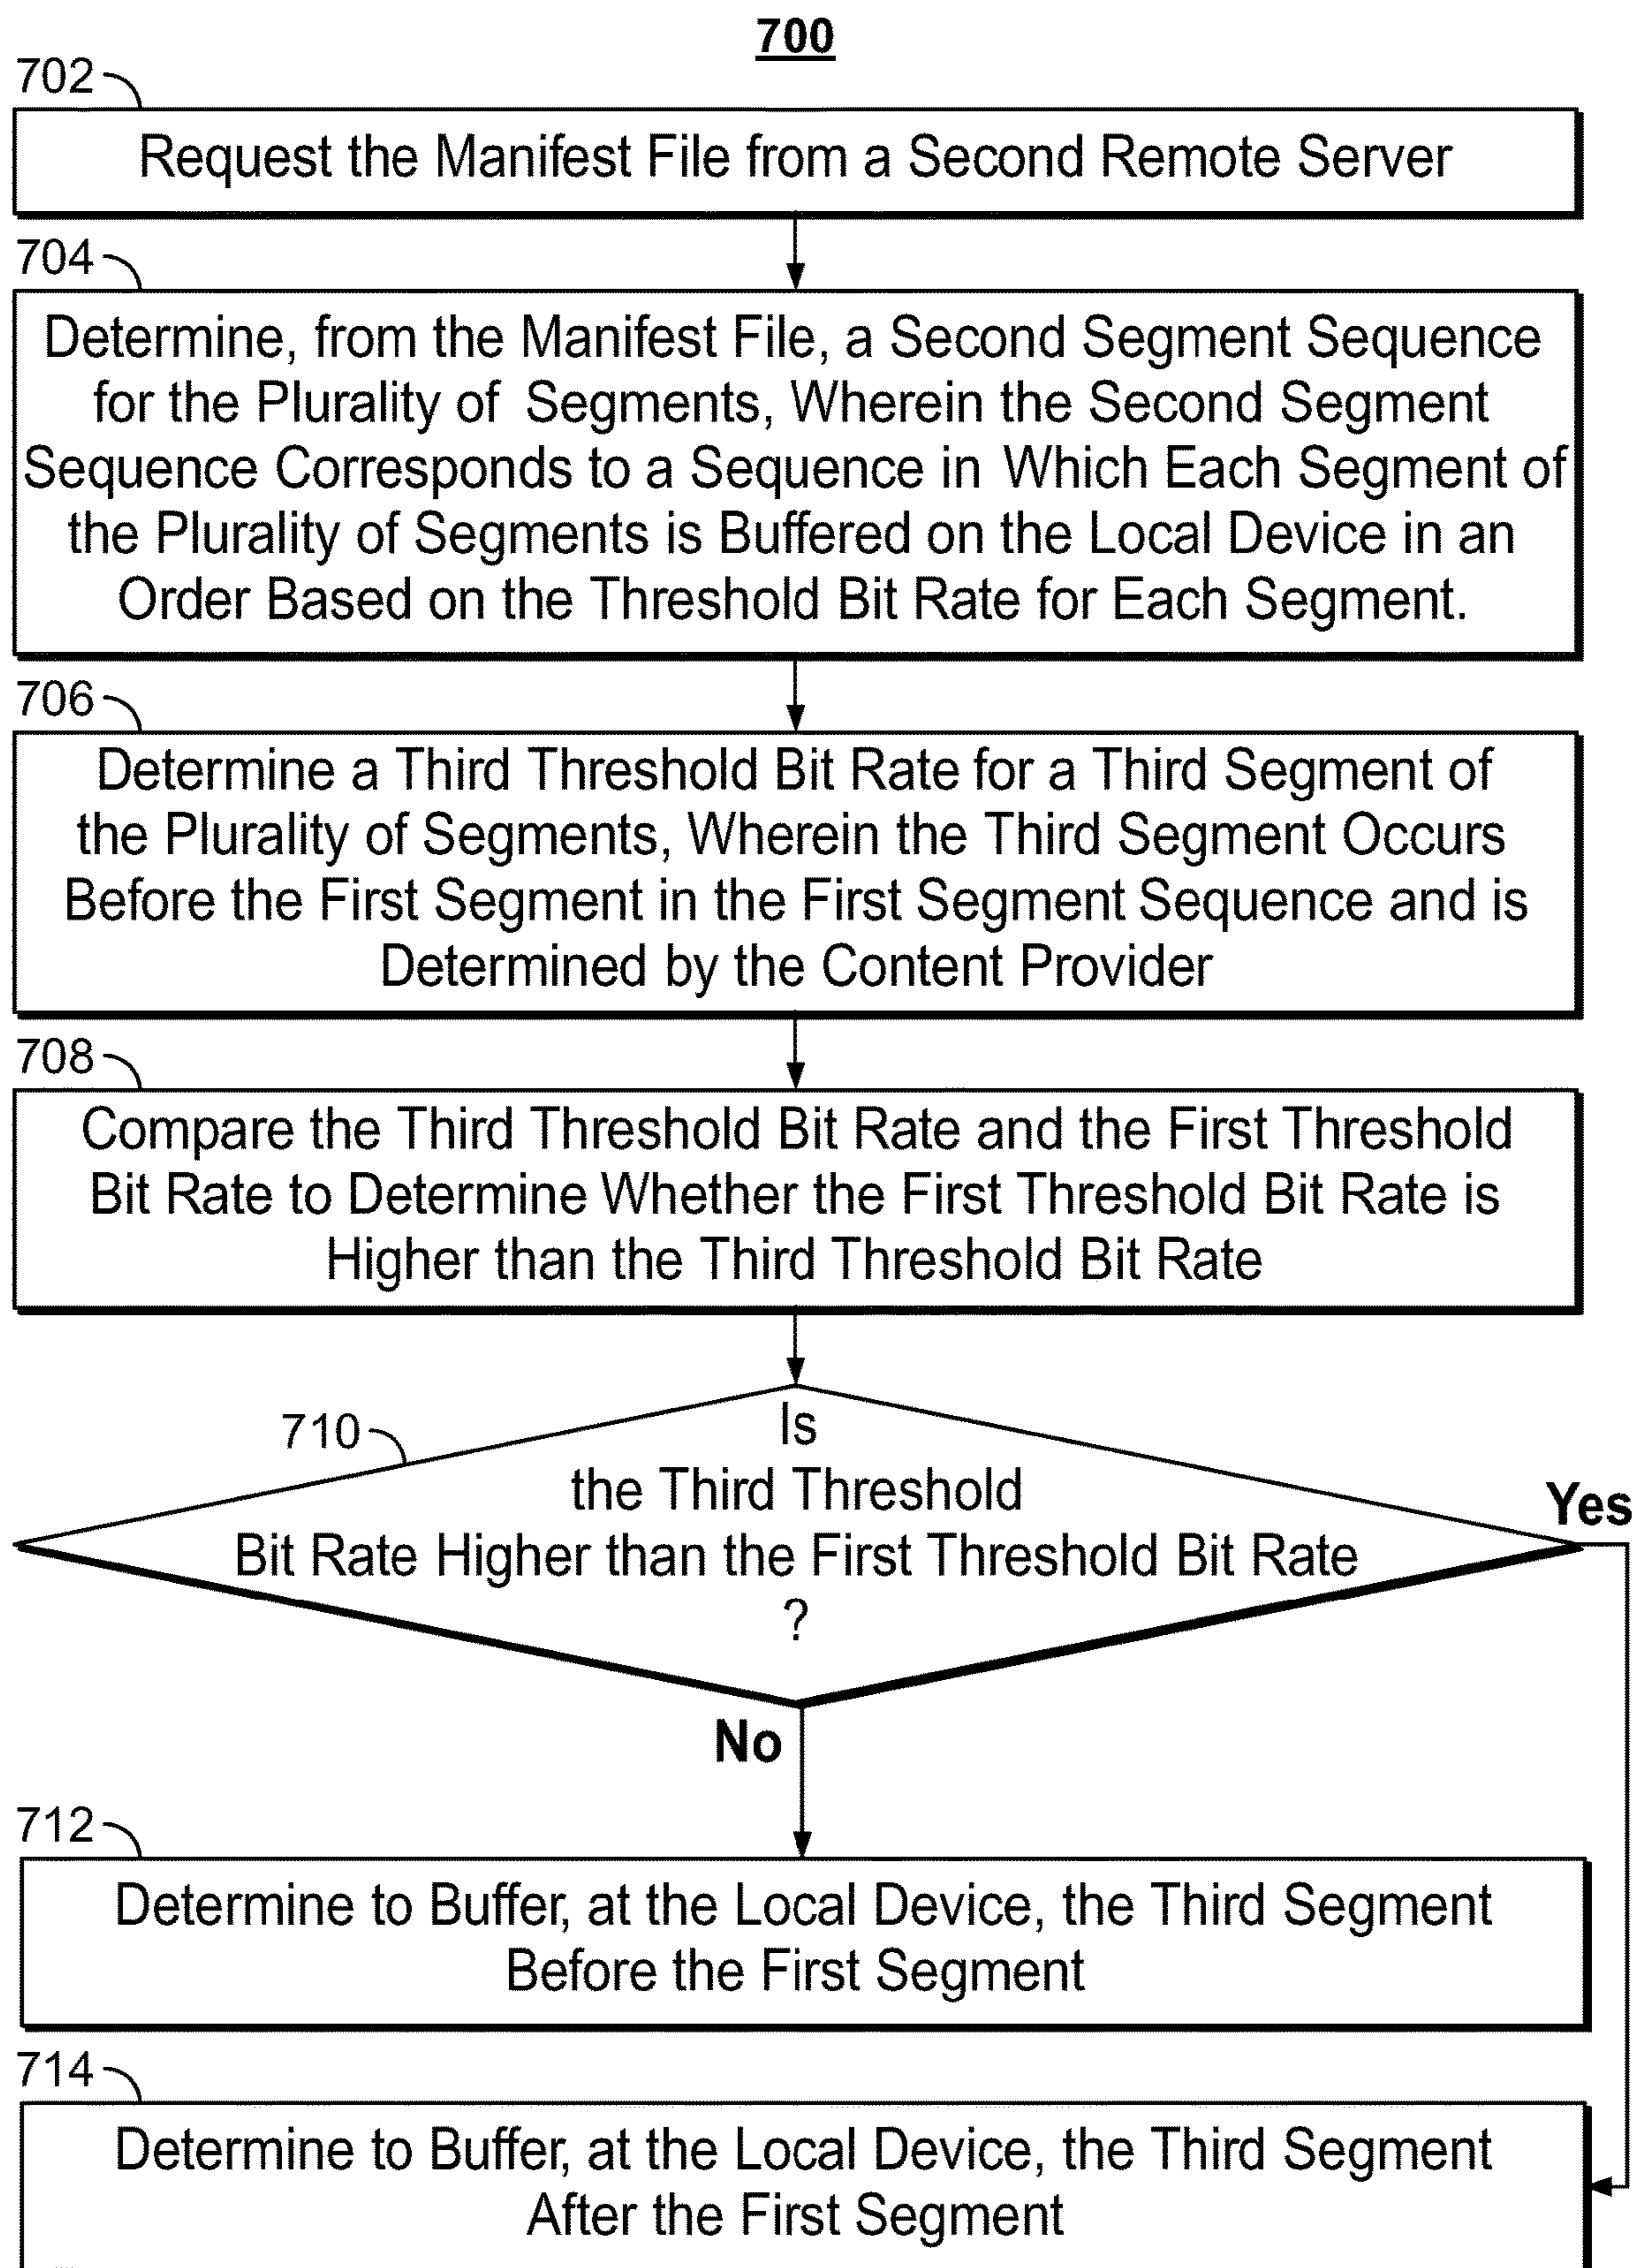 700
702
Request the Manifest File from a Second Remote Server
704
Determine, from the Manifest File, a Second Segment Sequence
for the Plurality of Segments, Wherein the Second Segment
Sequence Corresponds to a Sequence in Which Each Segment of
the Plurality of Segments is Buffered on the Local Device in an
Order Based on the Threshold Bit Rate for Each Segment.
706
Determine a Third Threshold Bit Rate for a Third Segment of
the Plurality of Segments, Wherein the Third Segment Occurs
Before the First Segment in the First Segment Sequence and is
Determined by the Content Provider
708
Compare the Third Threshold Bit Rate and the First Threshold
Bit Rate to Determine Whether the First Threshold Bit Rate is
Higher than the Third Threshold Bit Rate
710
Is
the Third Threshold
Bit Rate Higher than the First Threshold Bit Rate
?
Yes
No
712
Determine to Buffer, at the Local Device, the Third Segment
Before the First Segment
714
Determine to Buffer, at the Local Device, the Third Segment
After the First Segment